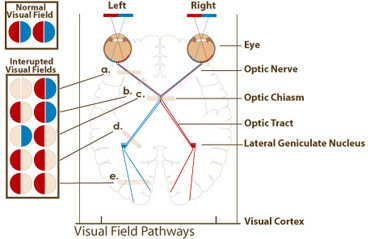 Normal
Visual Field
Left
Right
Interupted
Visual Fields
a.
b.
c.
d.
e.
Eye
Optic Nerve
Optic Chiasm
Optic Tract
Lateral Geniculate Nucleus
Visual Cortex
Visual Field Pathways